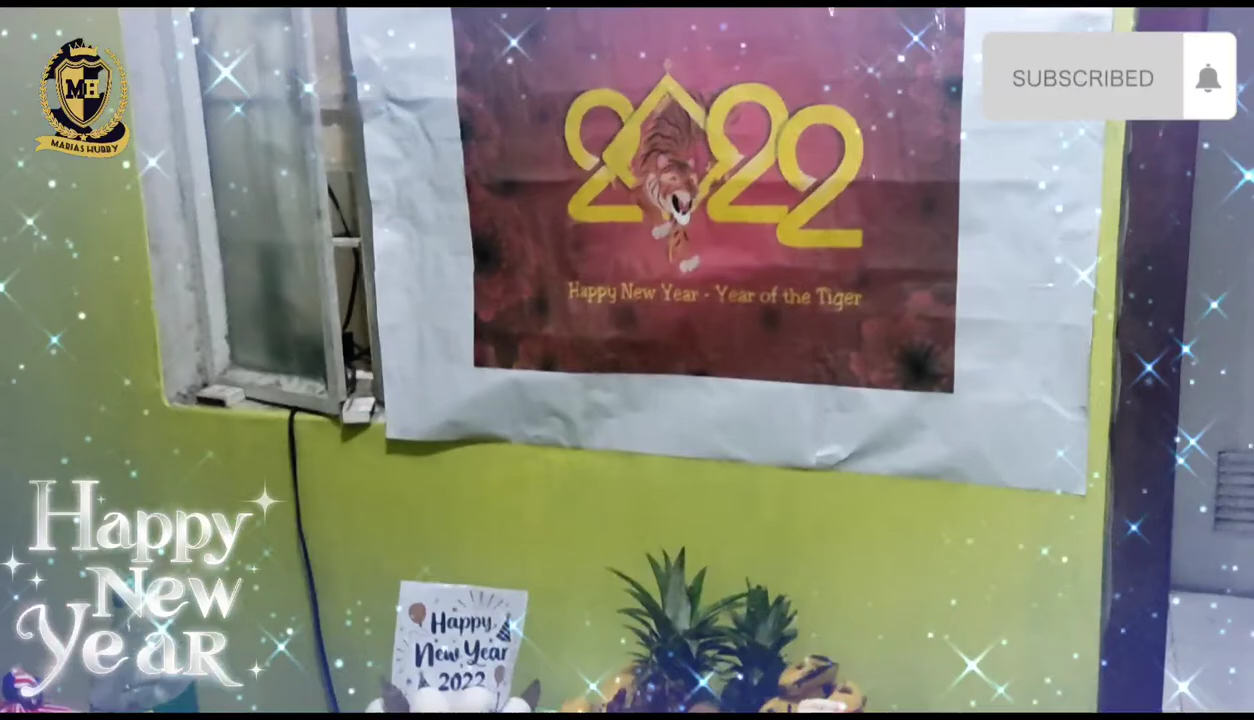 MH
MARIAS HUBBY
SUBSCRIBED
2022
Happy New Year - Year of the Tiger
Happy
New
Year
Happy
New Year
2022